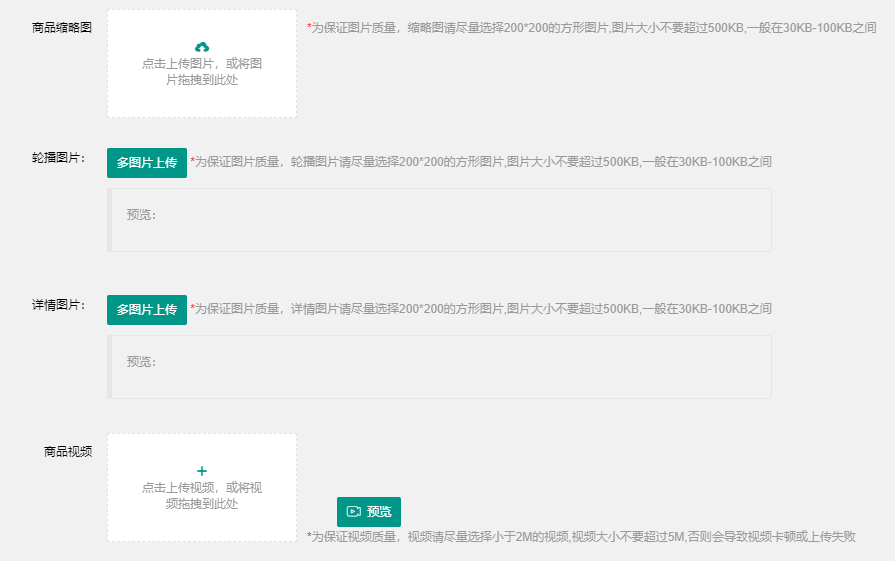 商品缩略图
*为保证图片质量，缩略图请尽量选择200*200的方形图片,图片大小不要超过500KB,一般在30KB-100KB之间
点击上传图片，或将图
片拖拽到此处
轮播图片：
多图片上传
*为保证图片质量，轮播图片请尽量选择200*200的方形图片,图片大小不要超过500KB,一般在30KB-100KB之间
预览：
详情图片：
多图片上传
*为保证图片质量，详情图片请尽量选择200*200的方形图片,图片大小不要超过500KB,一般在30KB-100KB之间
预览：
商品视频
点击上传视频，或将视
频拖拽到此处
预览
*为保证视频质量，视频请尽量选择小于2M的视频,视频大小不要超过5M,否则会导致视频卡顿或上传失败